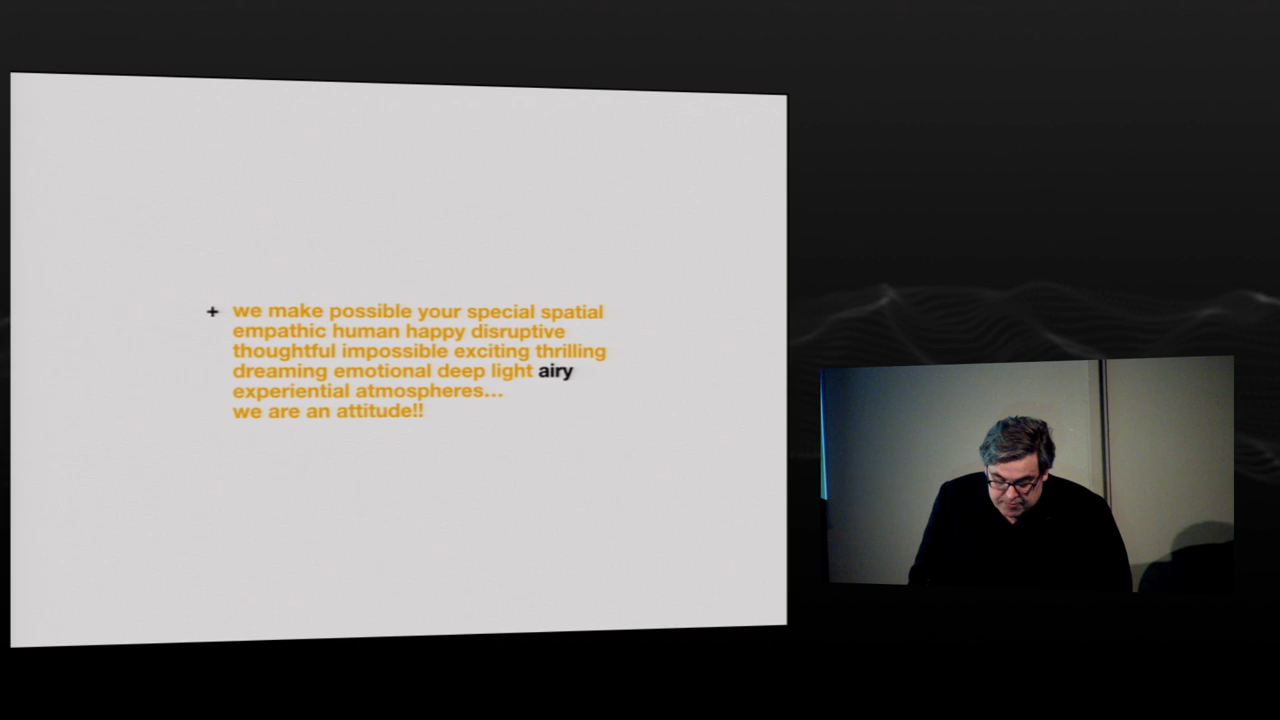 + we make possible your special spatial
empathic human happy disruptive
thoughtful impossible exciting thrilling
dreaming emotional deep light airy
experiential atmospheres...
we are an attitude!!